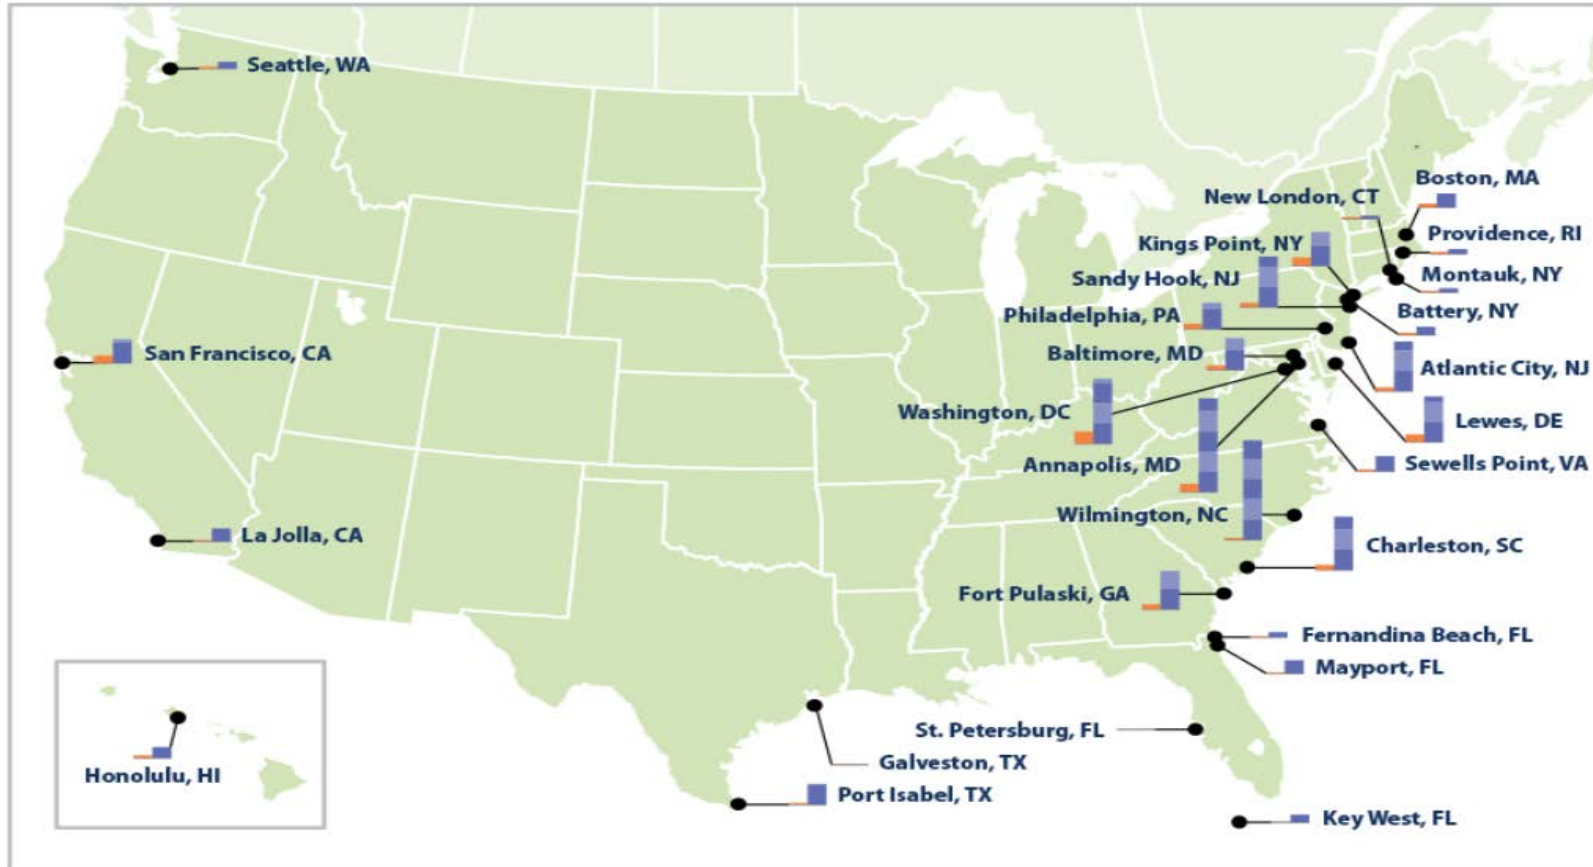 Seattle, WA
Boston, MA
New London, CT
Providence, RI
Kings Point, NY
Montauk, NY
Sandy Hook, NJ
Battery, NY
Philadelphia, PA
Baltimore, MD
San Francisco, CA
Atlantic City, NJ
Washington, DC
Lewes, DE
Annapolis, MD
Sewells Point, VA
Wilmington, NC
La Jolla, CA
Charleston, SC
Fort Pulaski, GA
Fernandina Beach, FL
Mayport, FL
St. Petersburg, FL
Galveston, TX
Honolulu, HI
Port Isabel, TX
Key West, FL